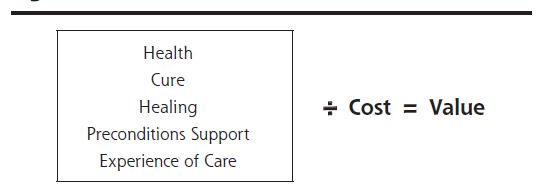 Health
Cure
Healing
Preconditions Support
Experience of Care
÷ Cost = Value